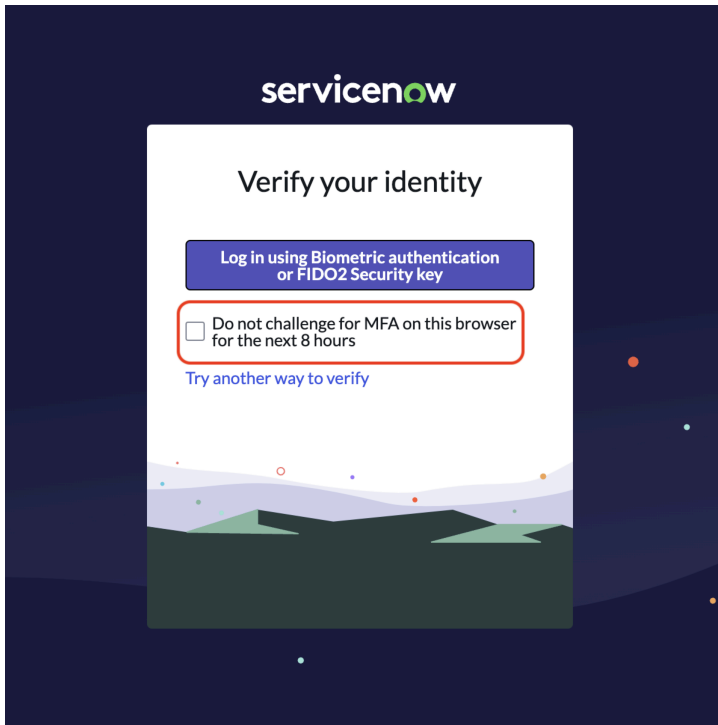 servicenow
Verify your identity
Log in using Biometric authentication
or FIDO2 Security key
Do not challenge for MFA on this browser
for the next 8 hours
Try another way to verify